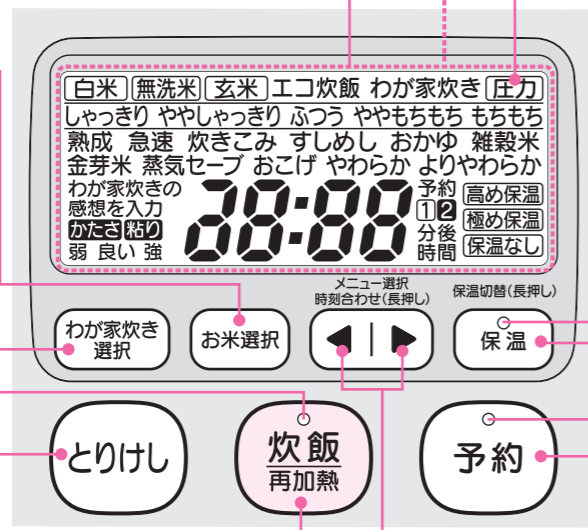 白米 無洗米 玄米 エコ炊飯 わが家炊き 圧力
しゃっきり ややしゃっきり ふつう ややもちもち もちもち
熟成 急速 炊きこみ すしめし おかゆ 雑穀米
金芽米 蒸気セーブ おこげ やわらか よりやわらか
わが家炊きの
感想を入力
かたさ 粘り
弱 良い 強
38:88
予約
1 2
分後
時間
高め保温
極め保温
保温なし
メニュー選択
時刻合わせ(長押し)
保温切替(長押し)
わが家炊き
選択
お米選択
◀ | ▶
保温
とりけし
炊飯
再加熱
予約